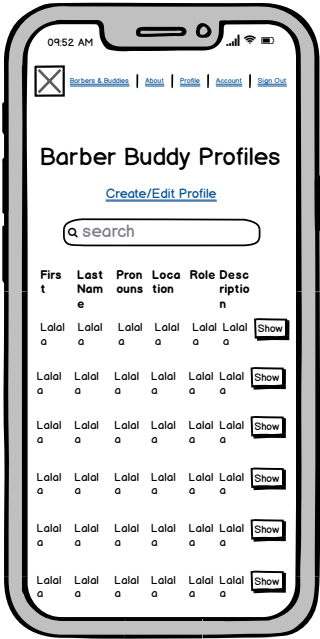 09:52 AM
Barbers & Buddies | About | Profile | Account | Sign Out
Barber Buddy Profiles
Create/Edit Profile
search
Firs Last Pron Loca Role Desc
t Nam ouns tion riptio
e n
Lalal Lalal Lalal Lalal Lalal Lalal Show
a a a a a a
Lalal Lalal Lalal Lalal Lalal Lalal Show
a a a a a a
Lalal Lalal Lalal Lalal Lalal Lalal Show
a a a a a a
Lalal Lalal Lalal Lalal Lalal Lalal Show
a a a a a a
Lalal Lalal Lalal Lalal Lalal Lalal Show
a a a a a a
Lalal Lalal Lalal Lalal Lalal Lalal Show
a a a a a a